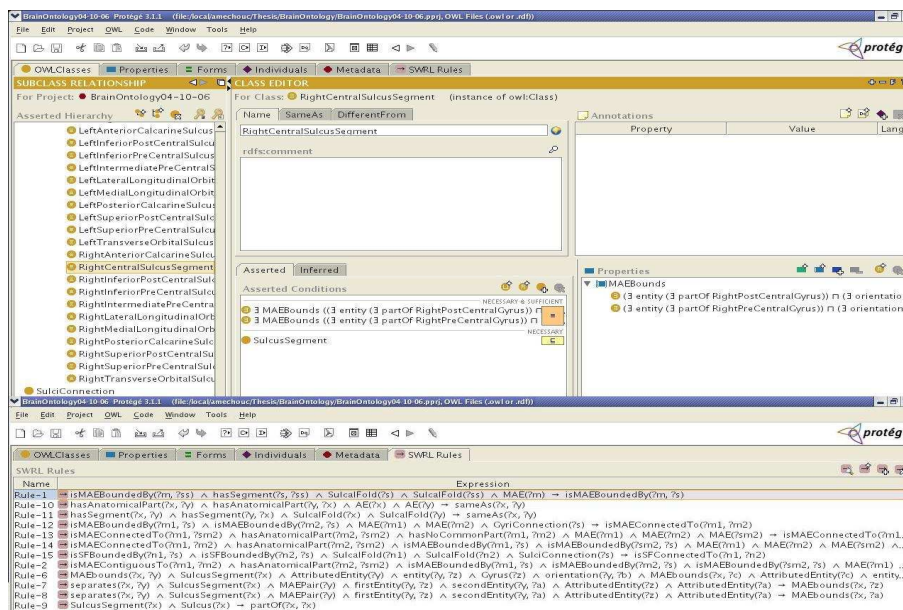 BrainOntology04-10-06 Protégé 3.1.1 (file:/local/amechouc/Thesis/BrainOntology/BrainOntology04-10-06.pprj, OWL Files (.owl or .rdf))
File Edit Project OWL Code Window Tools Help
protég
OWLClasses Properties Forms Individuals Metadata SWRL Rules
SUBCLASS RELATIONSHIP CLASS EDITOR
For Project: BrainOntology04-10-06 For Class: RightCentralSulcusSegment (instance of owl:Class)
Asserted Hierarchy
LeftAnteriorCalcarineSulcus
LeftInferiorPostCentralSulcu
LeftInferiorPreCentralSulcus
LeftIntermediatePreCentralS
LeftLateralLongitudinalOrbit
LeftMedialLongitudinalOrbit
LeftPosteriorCalcarineSulcus
LeftSuperiorPostCentralSulc
LeftSuperiorPreCentralSulcu
LeftTransverseOrbitalSulcus
RightAnteriorCalcarineSulcu
RightCentralSulcusSegment
RightInferiorPostCentralSul
RightInferiorPreCentralSulcu
RightIntermediatePreCentra
RightLateralLongitudinalOrb
RightMedialLongitudinalOrb
RightPosteriorCalcarineSulc
RightSuperiorPostCentralSu
RightSuperiorPreCentralSul
RightTransverseOrbitalSulcu
SulciConnection
Name SameAs DifferentFrom
RightCentralSulcusSegment
rdfs:comment
Annotations
Property Value Lang
Asserted Inferred
Asserted Conditions
NECESSARY & SUFFICIENT
∃ MAEBounds ((∃ entity (∃ partOf RightPostCentralGyrus)) ⊓
∃ MAEBounds ((∃ entity (∃ partOf RightPreCentralGyrus)) ⊓
NECESSARY
SulcusSegment
Properties
MAEBounds
(∃ entity (∃ partOf RightPostCentralGyrus)) ⊓ (∃ orientatio
(∃ entity (∃ partOf RightPreCentralGyrus)) ⊓ (∃ orientation
BrainOntology04-10-06 Protégé 3.1.1 (file:/local/amechouc/Thesis/BrainOntology/BrainOntology04-10-06.pprj, OWL Files (.owl or .rdf))
File Edit Project OWL Code Window Tools Help
protég
OWLClasses Properties Forms Individuals Metadata SWRL Rules
SWRL Rules
Name Expression
Rule-1 isMAEBoundedBy(?m, ?ss) ∧ hasSegment(?s, ?ss) ∧ SulcalFold(?s) ∧ SulcalFold(?ss) ∧ MAE(?m) → isMAEBoundedBy(?m, ?s)
Rule-10 hasAnatomicalPart(?x, ?y) ∧ hasAnatomicalPart(?y, ?x) ∧ AE(?x) ∧ AE(?y) → sameAs(?x, ?y)
Rule-11 hasSegment(?x, ?y) ∧ hasSegment(?y, ?x) ∧ SulcalFold(?x) ∧ SulcalFold(?y) → sameAs(?x, ?y)
Rule-12 isMAEBoundedBy(?m1, ?s) ∧ isMAEBoundedBy(?m2, ?s) ∧ MAE(?m1) ∧ MAE(?m2) ∧ GyriConnection(?s) → isMAEConnectedTo(?m1, ?m2)
Rule-13 isMAEConnectedTo(?m1, ?sm2) ∧ hasAnatomicalPart(?m2, ?sm2) ∧ hasNoCommonPart(?m1, ?m2) ∧ MAE(?m1) ∧ MAE(?m2) ∧ MAE(?sm2) → isMAEConnectedTo(?m1,
Rule-14 isMAEConnectedTo(?m1, ?m2) ∧ hasAnatomicalPart(?m2, ?sm2) ∧ isMAEBoundedBy(?m1, ?s) ∧ isMAEBoundedBy(?sm2, ?s) ∧ MAE(?m1) ∧ MAE(?m2) ∧ MAE(?sm2) ∧ ...
Rule-15 isSFBoundedBy(?m1, ?s) ∧ isSFBoundedBy(?m2, ?s) ∧ SulcalFold(?m1) ∧ SulcalFold(?m2) ∧ SulciConnection(?s) → isSFConnectedTo(?m1, ?m2)
Rule-2 isMAEContiguousTo(?m1, ?m2) ∧ hasAnatomicalPart(?m2, ?sm2) ∧ isMAEBoundedBy(?m1, ?s) ∧ isMAEBoundedBy(?m2, ?s) ∧ isMAEBoundedBy(?sm2, ?s) ∧ MAE(?m1) ...
Rule-6 MAEBounds(?x, ?y) ∧ SulcusSegment(?x) ∧ AttributedEntity(?y) ∧ entity(?y, ?z) ∧ Gyrus(?z) ∧ orientation(?y, ?b) ∧ MAEbounds(?x, ?c) ∧ AttributedEntity(?c) ∧ entity...
Rule-7 separates(?x, ?y) ∧ SulcusSegment(?x) ∧ MAEPair(?y) ∧ firstEntity(?y, ?z) ∧ secondEntity(?y, ?a) ∧ AttributedEntity(?z) ∧ AttributedEntity(?a) → MAEbounds(?x, ?z)
Rule-8 separates(?x, ?y) ∧ SulcusSegment(?x) ∧ MAEPair(?y) ∧ firstEntity(?y, ?z) ∧ secondEntity(?y, ?a) ∧ AttributedEntity(?z) ∧ AttributedEntity(?a) → MAEbounds(?x, ?a)
Rule-9 SulcusSegment(?x) ∧ Sulcus(?x) → partOf(?x, ?x)